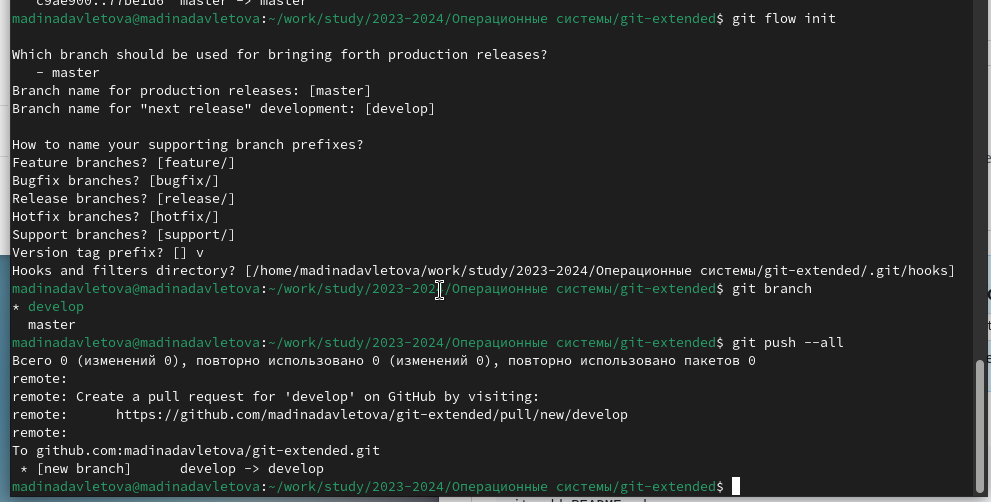 c9ae900..77be1d6  master -> master
madinadavletova@madinadavletova:~/work/study/2023-2024/Операционные системы/git-extended$ git flow init

Which branch should be used for bringing forth production releases?
   - master
Branch name for production releases: [master]
Branch name for "next release" development: [develop]

How to name your supporting branch prefixes?
Feature branches? [feature/]
Bugfix branches? [bugfix/]
Release branches? [release/]
Hotfix branches? [hotfix/]
Support branches? [support/]
Version tag prefix? [] v
Hooks and filters directory? [/home/madinadavletova/work/study/2023-2024/Операционные системы/git-extended/.git/hooks]
madinadavletova@madinadavletova:~/work/study/2023-2024/Операционные системы/git-extended$ git branch
* develop
  master
madinadavletova@madinadavletova:~/work/study/2023-2024/Операционные системы/git-extended$ git push --all
Всего 0 (изменений 0), повторно использовано 0 (изменений 0), повторно использовано пакетов 0
remote:
remote: Create a pull request for 'develop' on GitHub by visiting:
remote:      https://github.com/madinadavletova/git-extended/pull/new/develop
remote:
To github.com:madinadavletova/git-extended.git
 * [new branch]      develop -> develop
madinadavletova@madinadavletova:~/work/study/2023-2024/Операционные системы/git-extended$